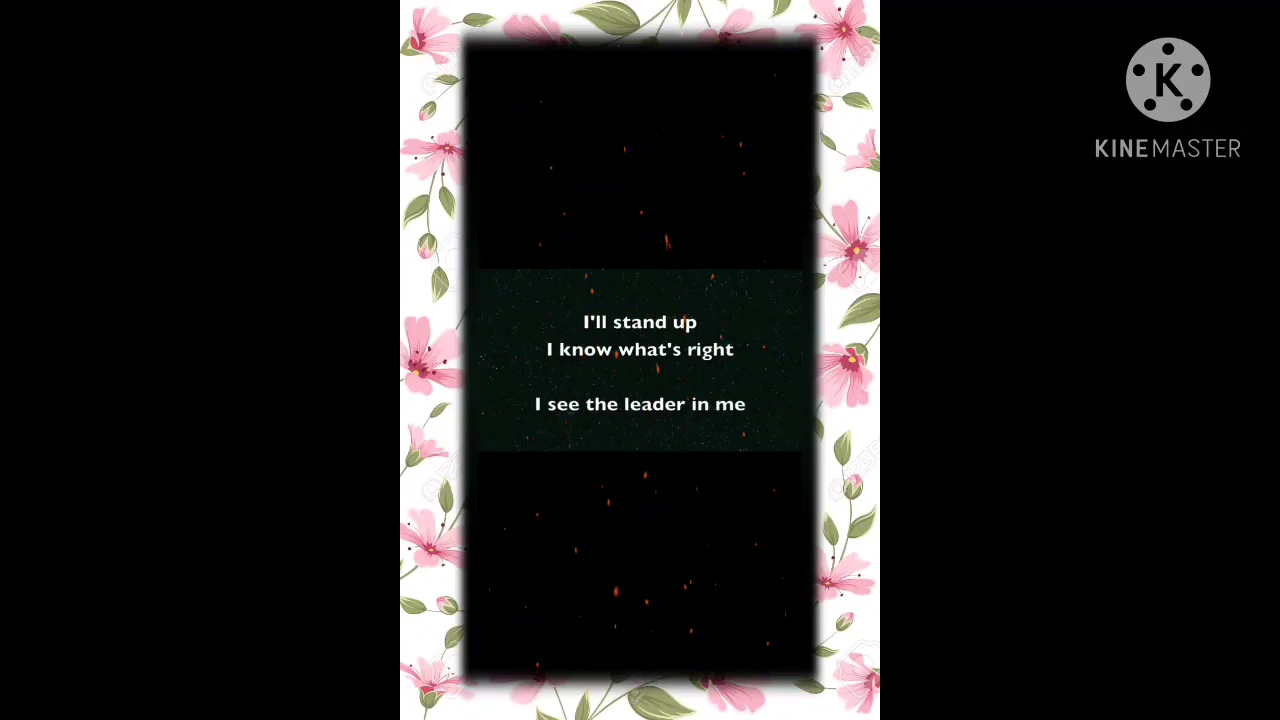 I'll stand up
I know what's right
I see the leader in me
K
KINEMASTER